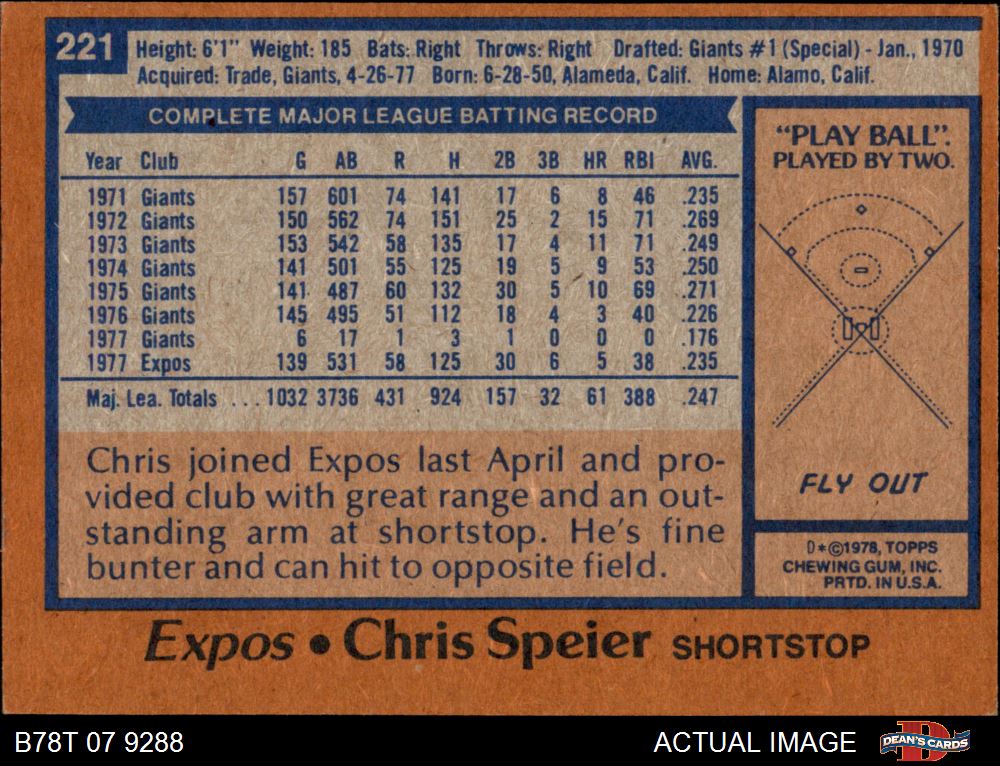 221
Height: 6'1" Weight: 185 Bats: Right Throws: Right Drafted: Giants #1 (Special) - Jan., 1970
Acquired: Trade, Giants, 4-26-77 Born: 6-28-50, Alameda, Calif. Home: Alamo, Calif.
COMPLETE MAJOR LEAGUE BATTING RECORD
Year Club G AB R H 2B 3B HR RBI AVG.
1971 Giants 157 601 74 141 17 6 8 46 .235
1972 Giants 150 562 74 151 25 2 15 71 .269
1973 Giants 153 542 58 135 17 4 11 71 .249
1974 Giants 141 501 55 125 19 5 9 53 .250
1975 Giants 141 487 60 132 30 5 10 69 .271
1976 Giants 145 495 51 112 18 4 3 40 .226
1977 Giants 6 17 1 3 1 0 0 0 .176
1977 Expos 139 531 58 125 30 6 5 38 .235
Maj. Lea. Totals ... 1032 3736 431 924 157 32 61 388 .247
Chris joined Expos last April and pro-
vided club with great range and an out-
standing arm at shortstop. He's fine
bunter and can hit to opposite field.
"PLAY BALL".
PLAYED BY TWO.
FLY OUT
D*©1978, TOPPS
CHEWING GUM, INC.
PRTD. IN U.S.A.
Expos • Chris Speier SHORTSTOP
B78T 07 9288
ACTUAL IMAGE
DEAN'S CARDS